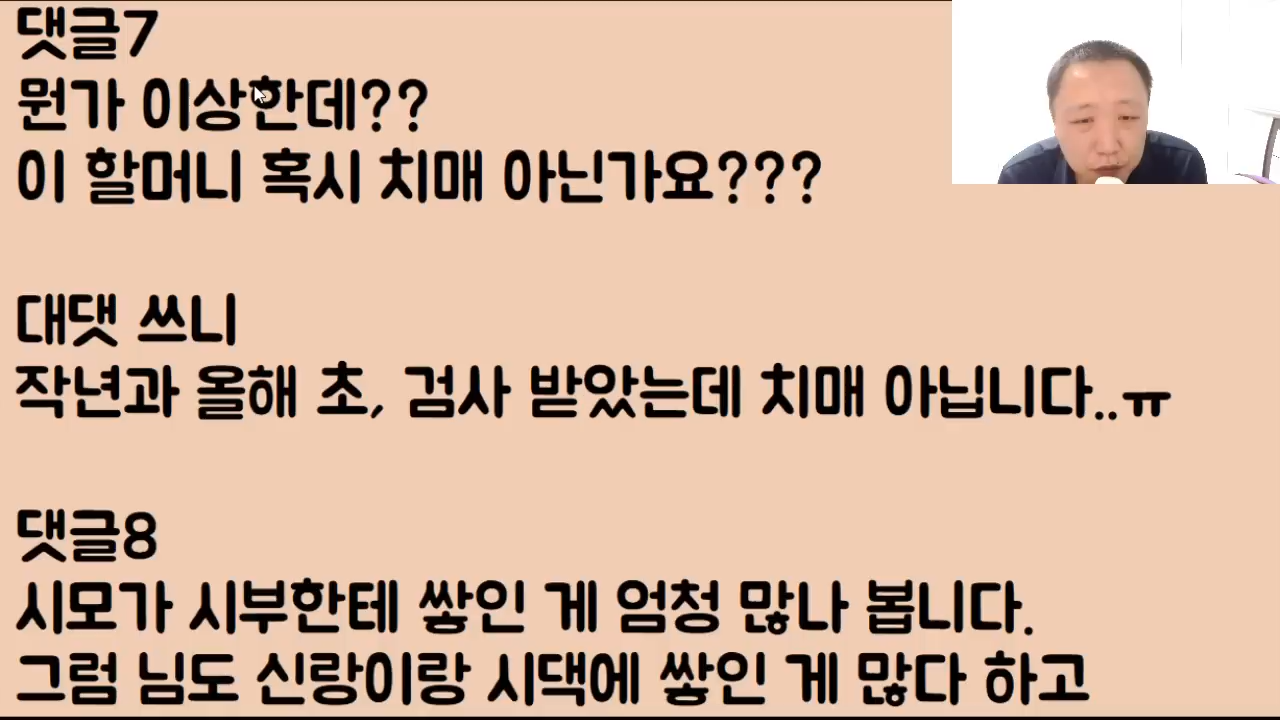 댓글7
뭔가 이상한데??
이 할머니 혹시 치매 아닌가요???
대댓 쓰니
작년과 올해 초, 검사 받았는데 치매 아닙니다..ㅠ
댓글8
시모가 시부한테 쌓인 게 엄청 많나 봅니다.
그럼 님도 신랑이랑 시댁에 쌓인 게 많다 하고